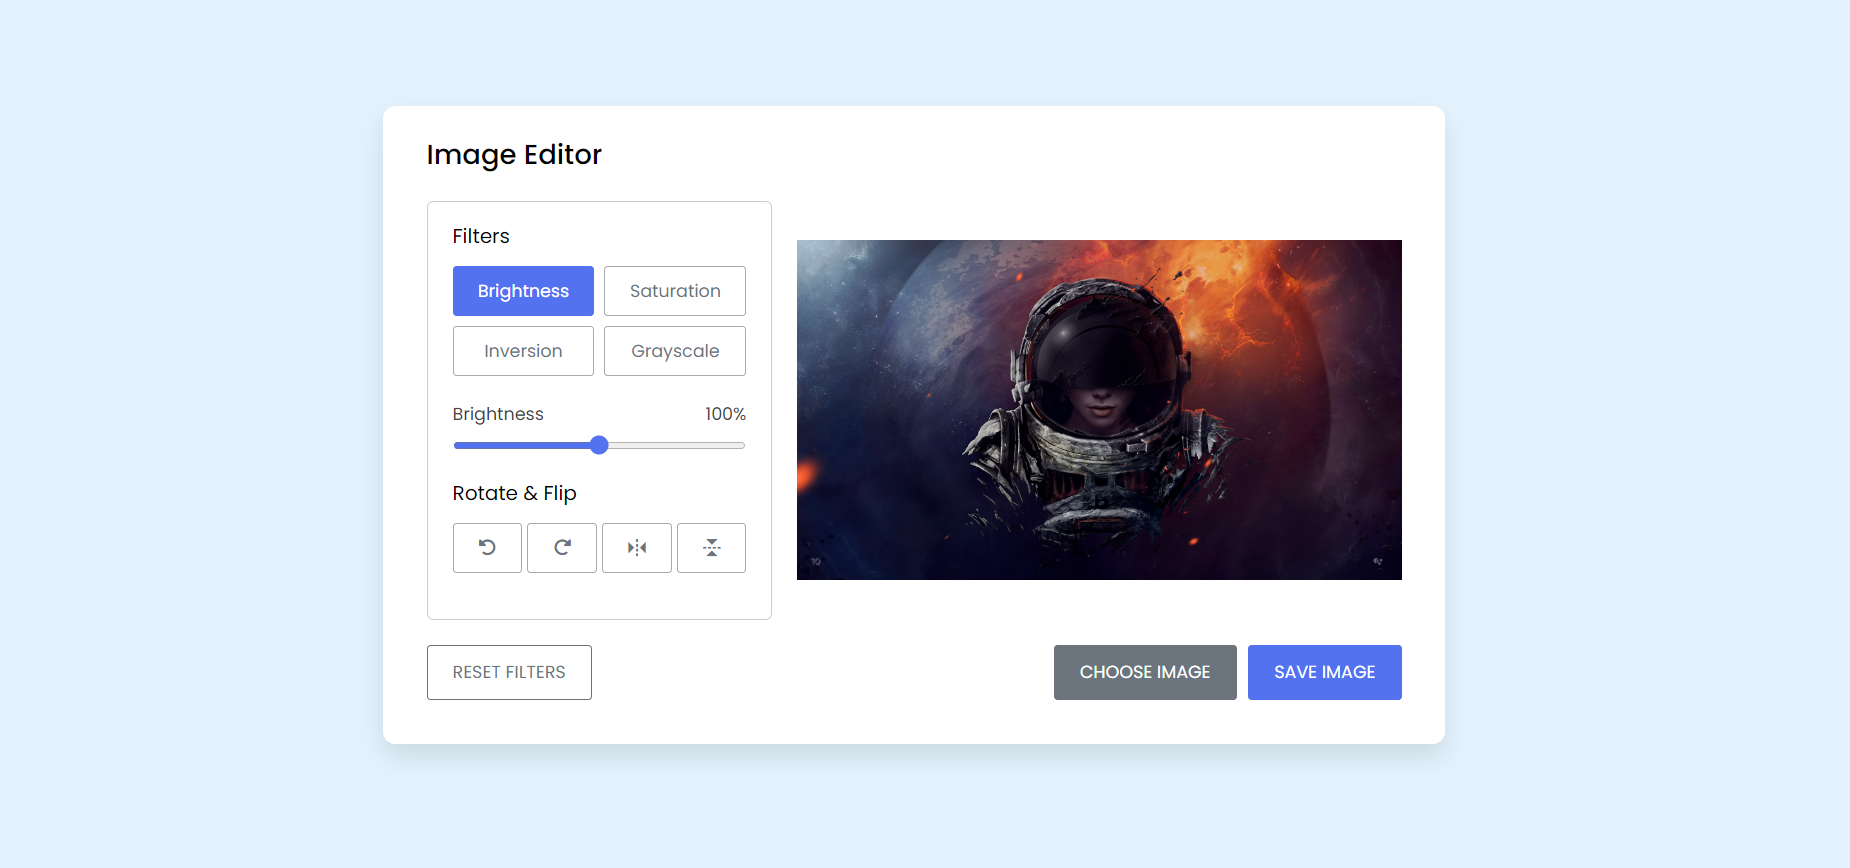 Image Editor
Filters
Brightness
Saturation
Inversion
Grayscale
Brightness
100%
Rotate & Flip
RESET FILTERS
CHOOSE IMAGE
SAVE IMAGE